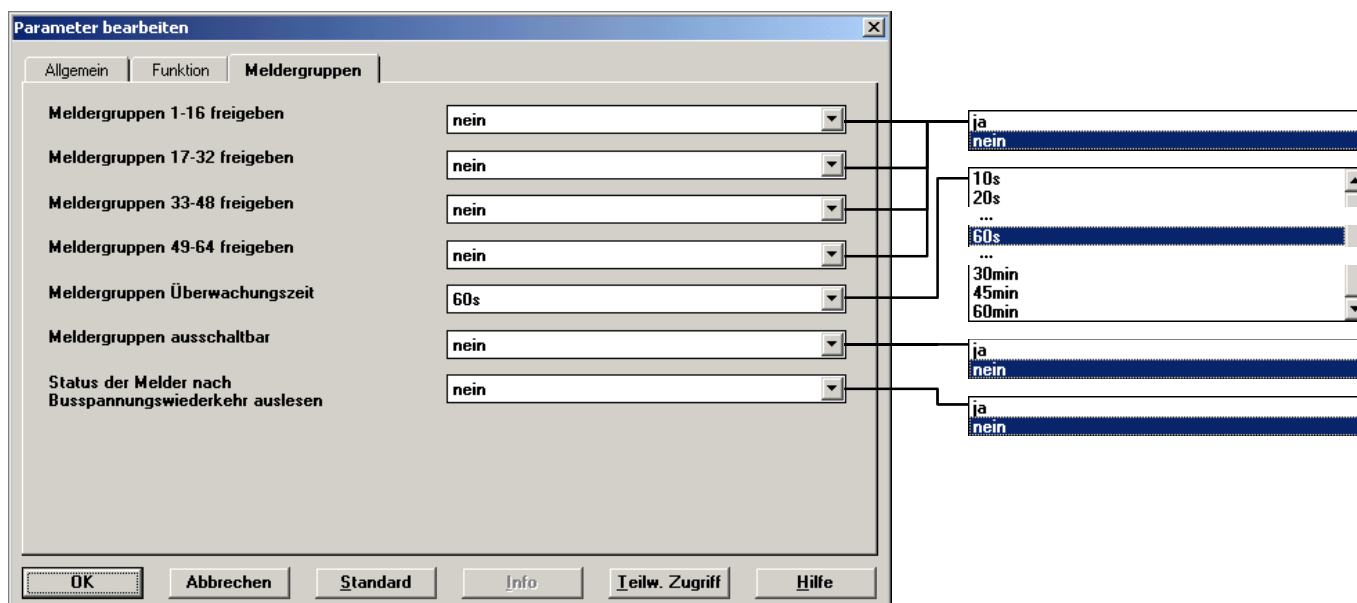 Parameter bearbeiten
Allgemein
Funktion
Meldergruppen
Meldergruppen 1-16 freigeben
nein
Meldergruppen 17-32 freigeben
nein
Meldergruppen 33-48 freigeben
nein
Meldergruppen 49-64 freigeben
nein
Meldergruppen Überwachungszeit
60s
Meldergruppen ausschaltbar
nein
Status der Melder nach
Busspannungswiederkehr auslesen
nein
ja
nein
10s
20s
...
60s
...
30min
45min
60min
ja
nein
ja
nein
OK
Abbrechen
Standard
Info
Teilw. Zugriff
Hilfe